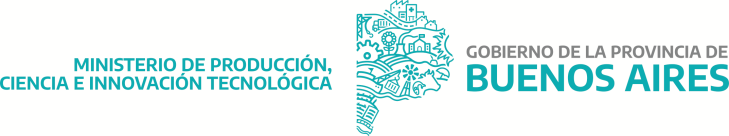 MINISTERIO DE PRODUCCIÓN,
CIENCIA E INNOVACIÓN TECNOLÓGICA
GOBIERNO DE LA PROVINCIA DE
BUENOS AIRES